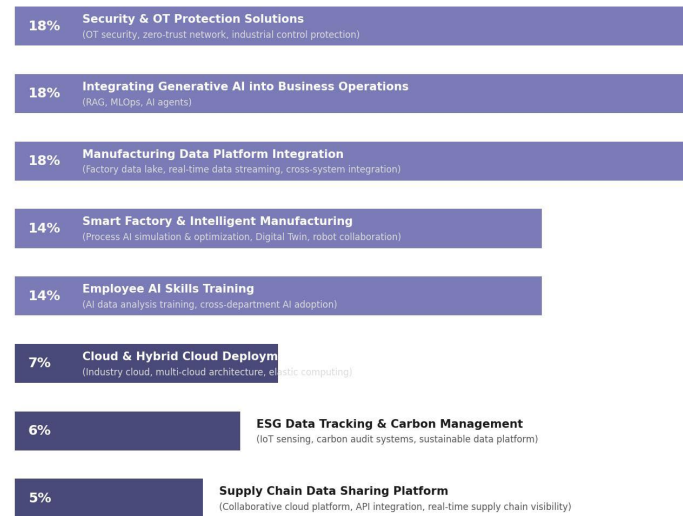 18%
Security & OT Protection Solutions
(OT security, zero-trust network, industrial control protection)
18%
Integrating Generative AI into Business Operations
(RAG, MLOps, AI agents)
18%
Manufacturing Data Platform Integration
(Factory data lake, real-time data streaming, cross-system integration)
14%
Smart Factory & Intelligent Manufacturing
(Process AI simulation & optimization, Digital Twin, robot collaboration)
14%
Employee AI Skills Training
(AI data analysis training, cross-department AI adoption)
7%
Cloud & Hybrid Cloud Deploym
(Industry cloud, multi-cloud architecture, elastic computing)
6%
ESG Data Tracking & Carbon Management
(IoT sensing, carbon audit systems, sustainable data platform)
5%
Supply Chain Data Sharing Platform
(Collaborative cloud platform, API integration, real-time supply chain visibility)